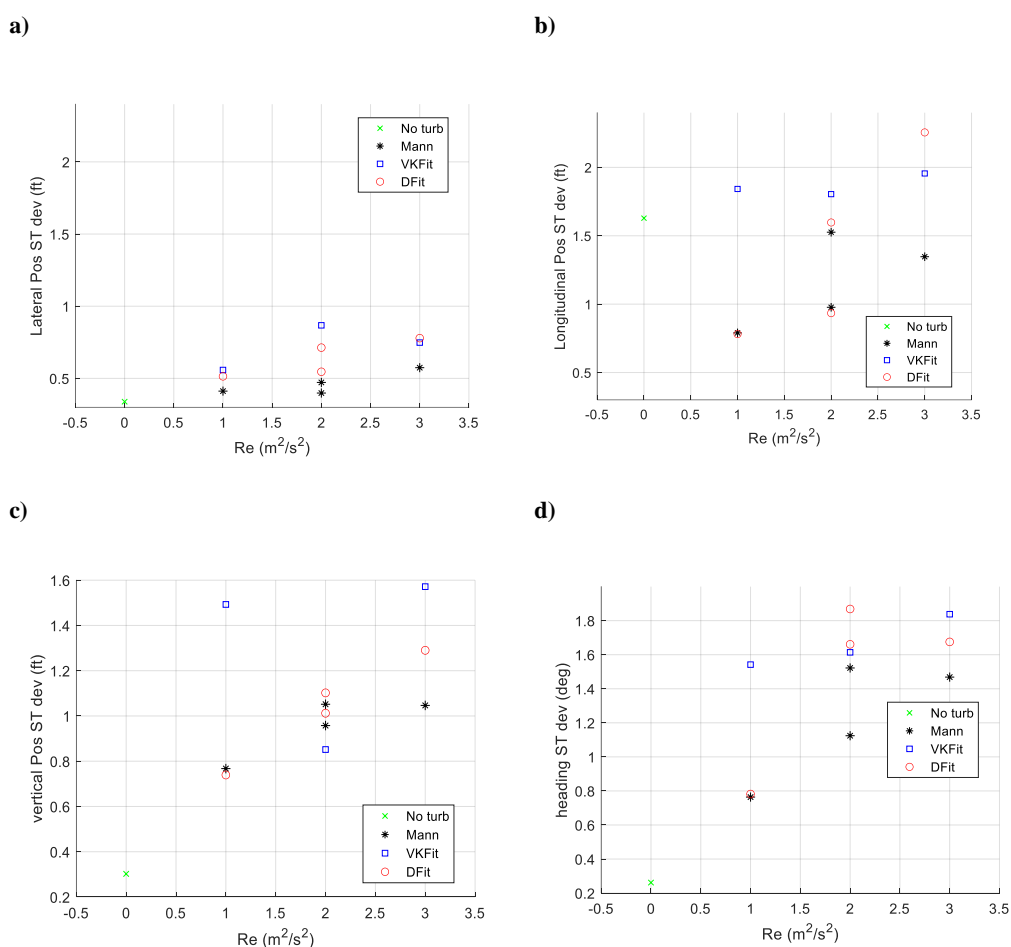 a)
2
1.5
1
0.5
-0.5 0 0.5 1 1.5 2 2.5 3 3.5
Lateral Pos ST dev (ft)
Re (m²/s²)
No turb
Mann
VKFit
DFit
b)
2
1.5
1
0.5
-0.5 0 0.5 1 1.5 2 2.5 3 3.5
Longitudinal Pos ST dev (ft)
Re (m²/s²)
No turb
Mann
VKFit
DFit
c)
1.6
1.4
1.2
1
0.8
0.6
0.4
0.2
-0.5 0 0.5 1 1.5 2 2.5 3 3.5
vertical Pos ST dev (ft)
Re (m²/s²)
No turb
Mann
VKFit
DFit
d)
1.8
1.6
1.4
1.2
1
0.8
0.6
0.4
0.2
-0.5 0 0.5 1 1.5 2 2.5 3 3.5
heading ST dev (deg)
Re (m²/s²)
No turb
Mann
VKFit
DFit